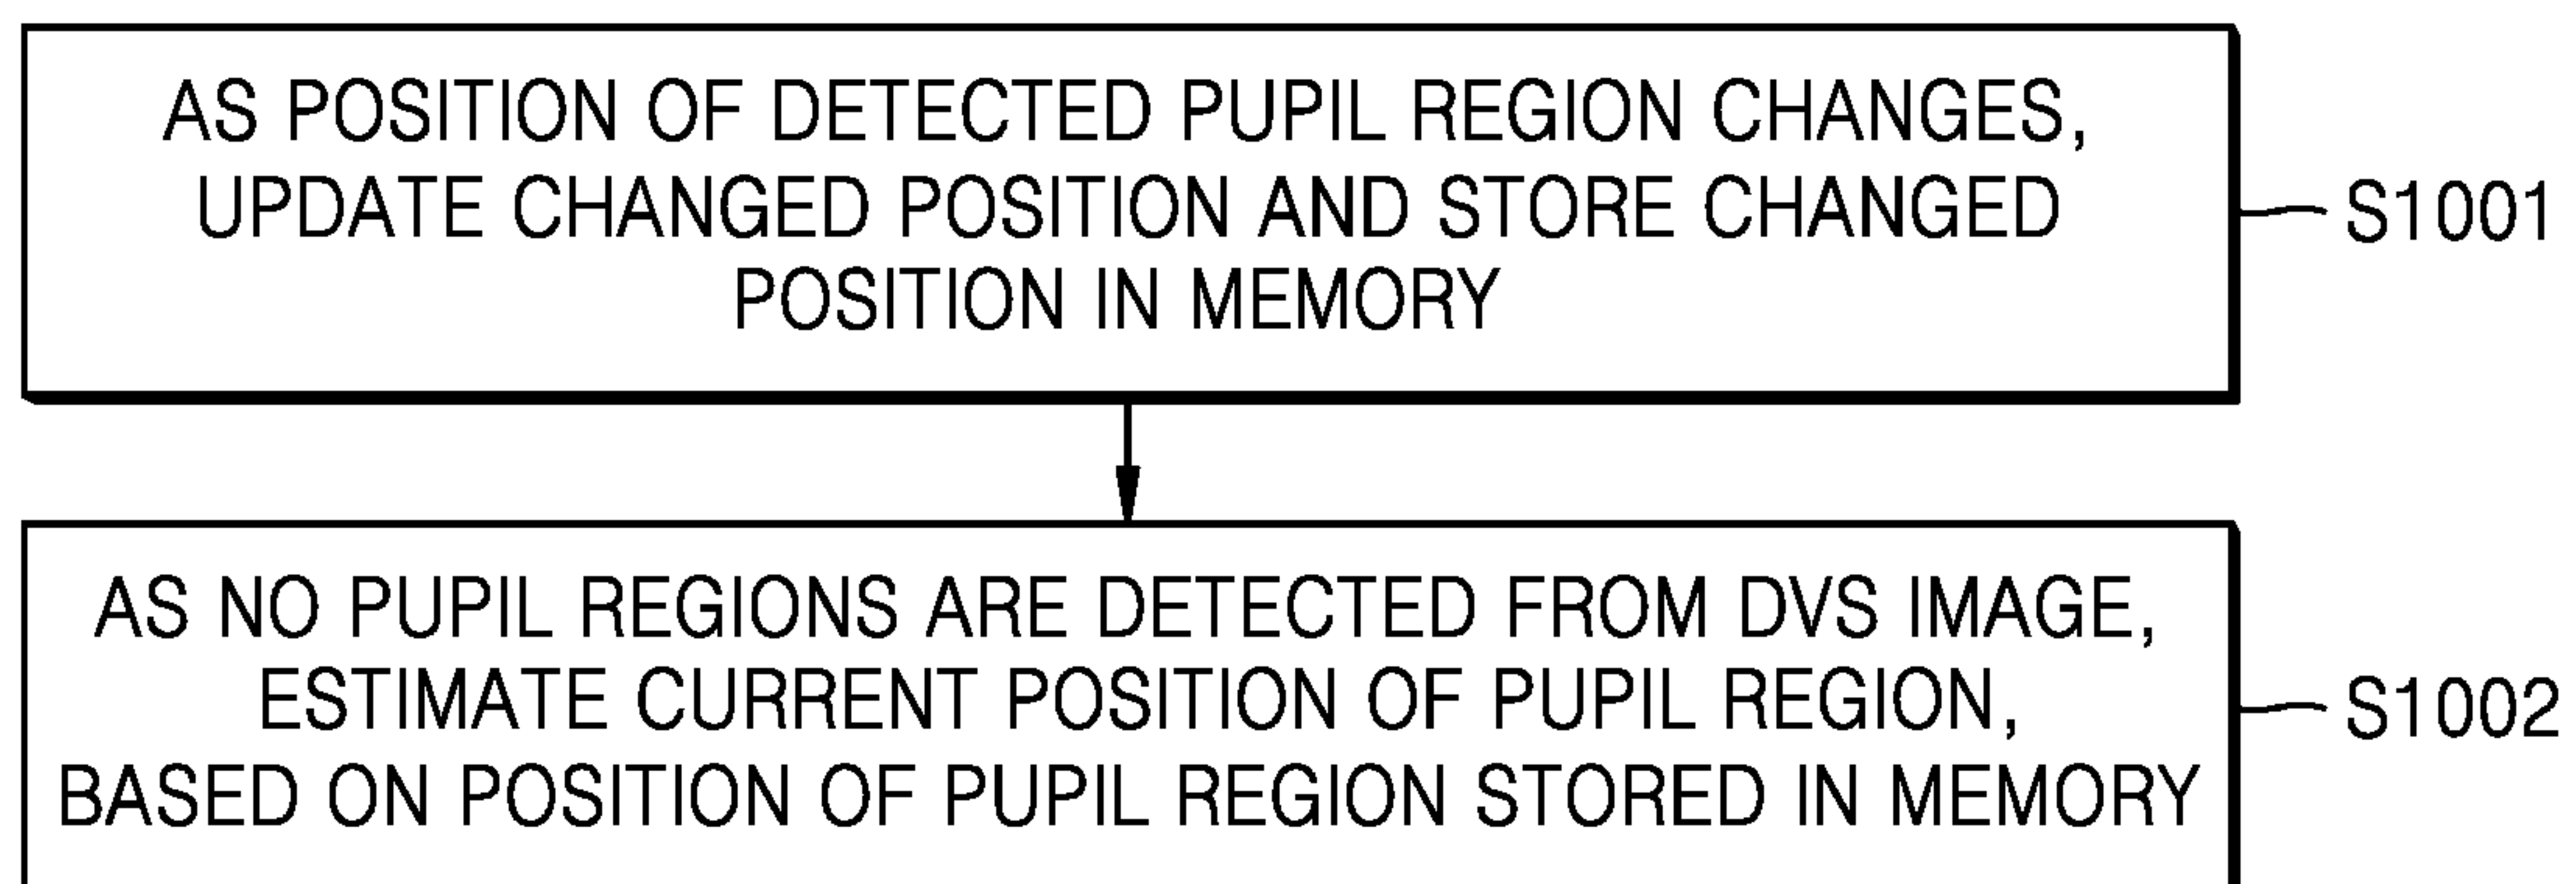 AS POSITION OF DETECTED PUPIL REGION CHANGES,
UPDATE CHANGED POSITION AND STORE CHANGED
POSITION IN MEMORY
S1001
AS NO PUPIL REGIONS ARE DETECTED FROM DVS IMAGE,
ESTIMATE CURRENT POSITION OF PUPIL REGION,
BASED ON POSITION OF PUPIL REGION STORED IN MEMORY
S1002